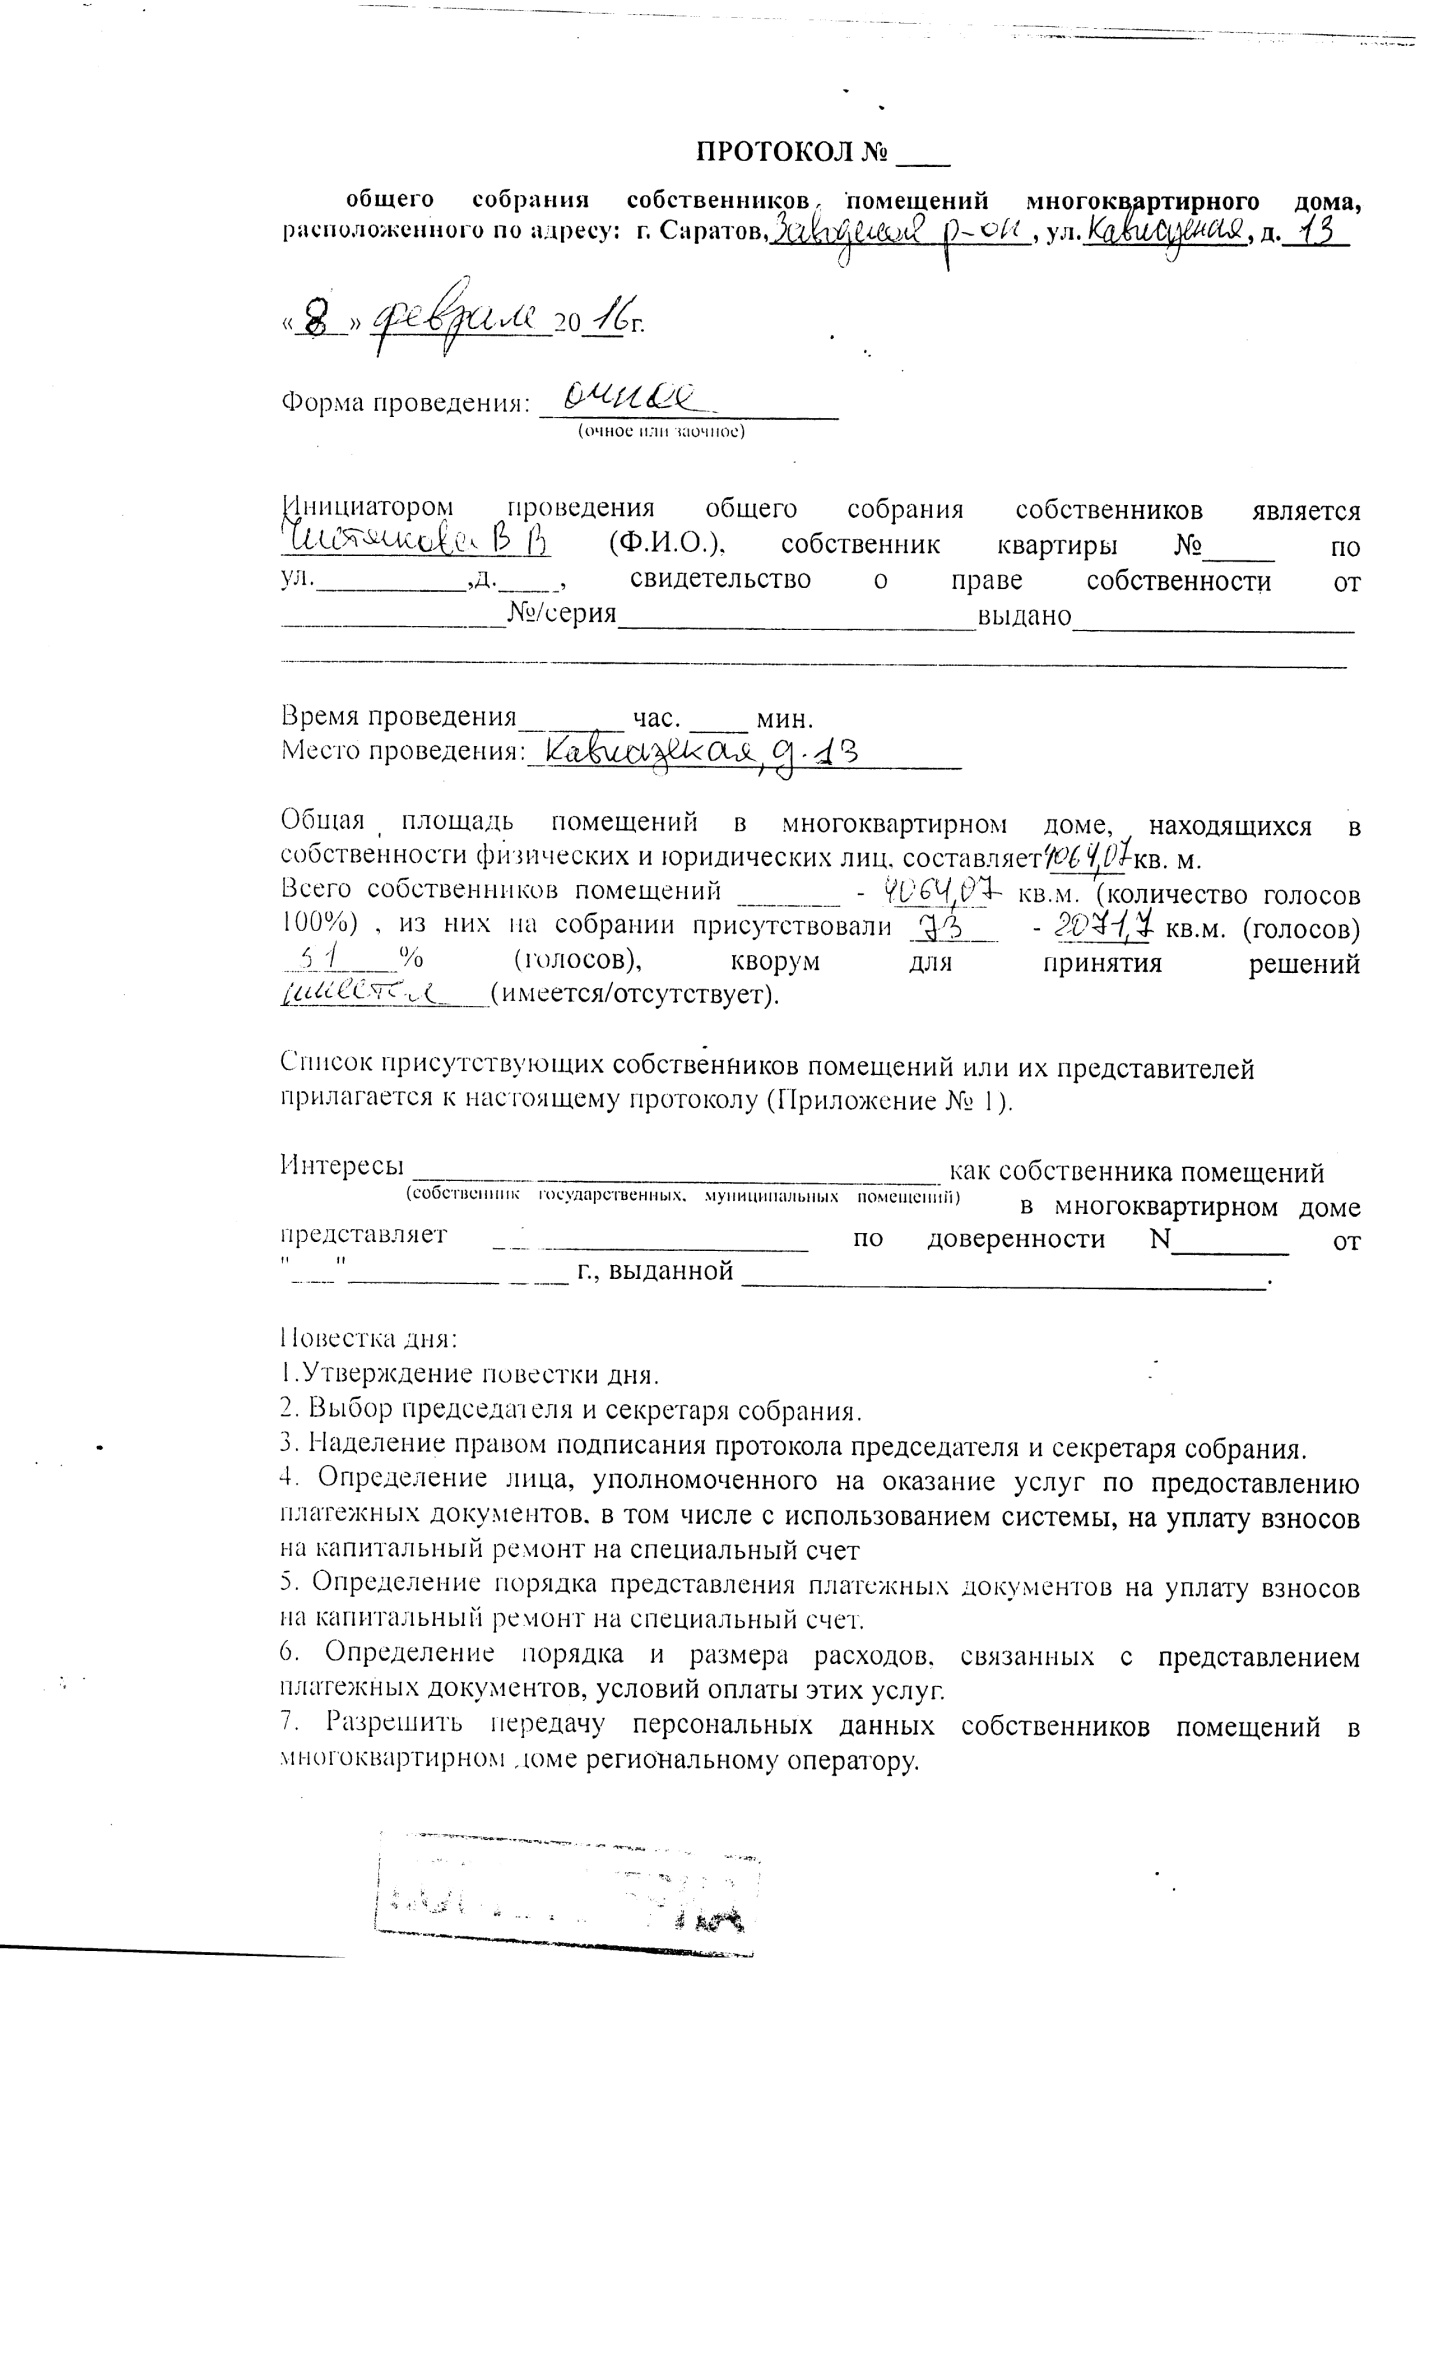 ПРОТОКОЛ № ____
общего собрания собственников помещений многоквартирного дома,
расположенного по адресу: г. Саратов, Заводской р-он, ул. Кавказская, д. 13
« 8 » февраля 20 16 г.
Форма проведения: очное
(очное или заочное)
Инициатором проведения общего собрания собственников является
Чистякова В В (Ф.И.О.), собственник квартиры №_____ по
ул.__________,д._____, свидетельство о праве собственности от
_______________№/серия________________________выдано___________________
Время проведения_______ час. ____ мин.
Место проведения: Кавказская, д. 13
Общая площадь помещений в многоквартирном доме, находящихся в
собственности физических и юридических лиц, составляет 4064,07 кв. м.
Всего собственников помещений _______ - 4064,07 кв.м. (количество голосов
100%) , из них на собрании присутствовали 73 - 2071,7 кв.м. (голосов)
51 % (голосов), кворум для принятия решений
имеется (имеется/отсутствует).
Список присутствующих собственников помещений или их представителей
прилагается к настоящему протоколу (Приложение № 1).
Интересы ____________________________________ как собственника помещений
(собственник государственных, муниципальных помещений) в многоквартирном доме
представляет _____________________ по доверенности N________ от
"___"_______________ г., выданной ___________________________________.
Повестка дня:
1.Утверждение повестки дня.
2. Выбор председателя и секретаря собрания.
3. Наделение правом подписания протокола председателя и секретаря собрания.
4. Определение лица, уполномоченного на оказание услуг по предоставлению
платежных документов, в том числе с использованием системы, на уплату взносов
на капитальный ремонт на специальный счет
5. Определение порядка представления платежных документов на уплату взносов
на капитальный ремонт на специальный счет.
6. Определение порядка и размера расходов, связанных с представлением
платежных документов, условий оплаты этих услуг.
7. Разрешить передачу персональных данных собственников помещений в
многоквартирном доме региональному оператору.